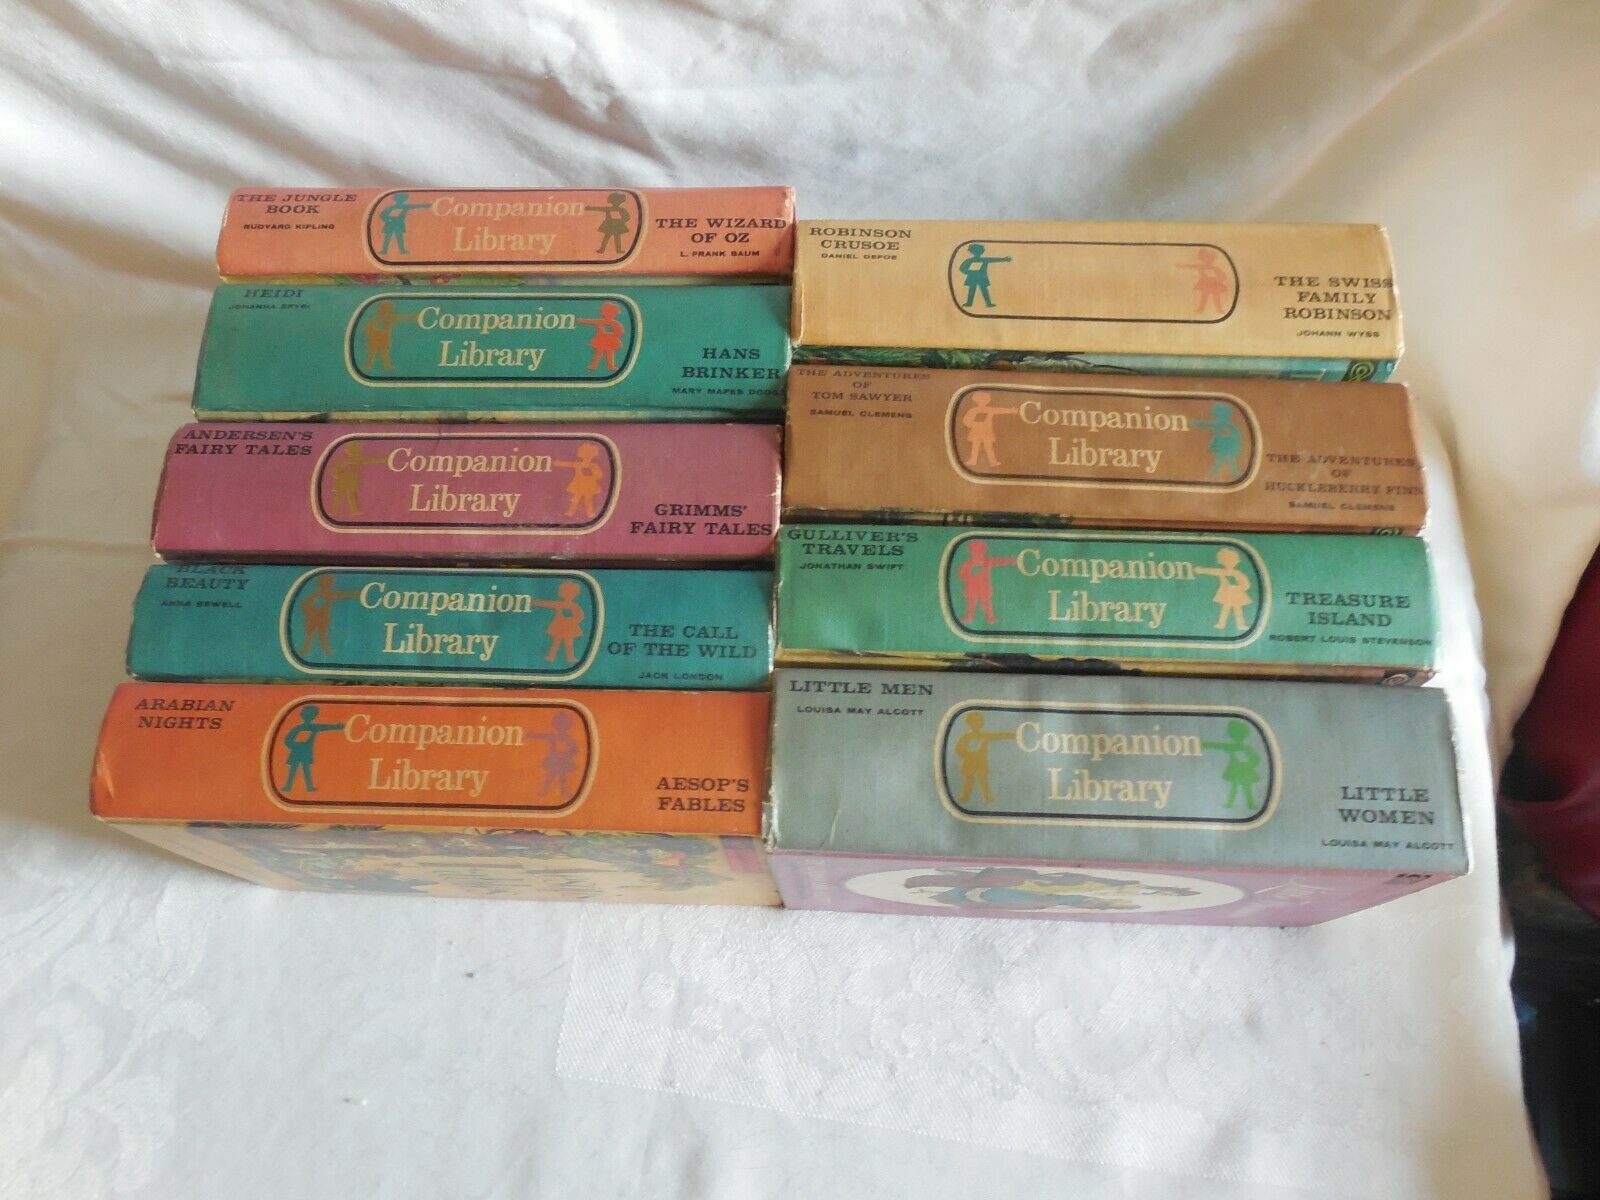 THE JUNGLE
BOOK
RUDYARD KIPLING
Companion
Library
THE WIZARD
OF OZ
L. FRANK BAUM
HEIDI
JOHANNA SPYRI
Companion
Library
HANS
BRINKER
MARY MAPES DODGE
ANDERSEN'S
FAIRY TALES
Companion
Library
GRIMMS'
FAIRY TALES
BLACK
BEAUTY
ANNA SEWELL
Companion
Library
THE CALL
OF THE WILD
JACK LONDON
ARABIAN
NIGHTS
Companion
Library
AESOP'S
FABLES
ROBINSON
CRUSOE
DANIEL DEFOE
THE SWISS
FAMILY
ROBINSON
JOHANN WYSS
THE ADVENTURES
OF
TOM SAWYER
SAMUEL CLEMENS
Companion
Library
THE ADVENTURES
OF
HUCKLEBERRY FINN
SAMUEL CLEMENS
GULLIVER'S
TRAVELS
JONATHAN SWIFT
Companion
Library
TREASURE
ISLAND
ROBERT LOUIS STEVENSON
LITTLE MEN
LOUISA MAY ALCOTT
Companion
Library
LITTLE
WOMEN
LOUISA MAY ALCOTT